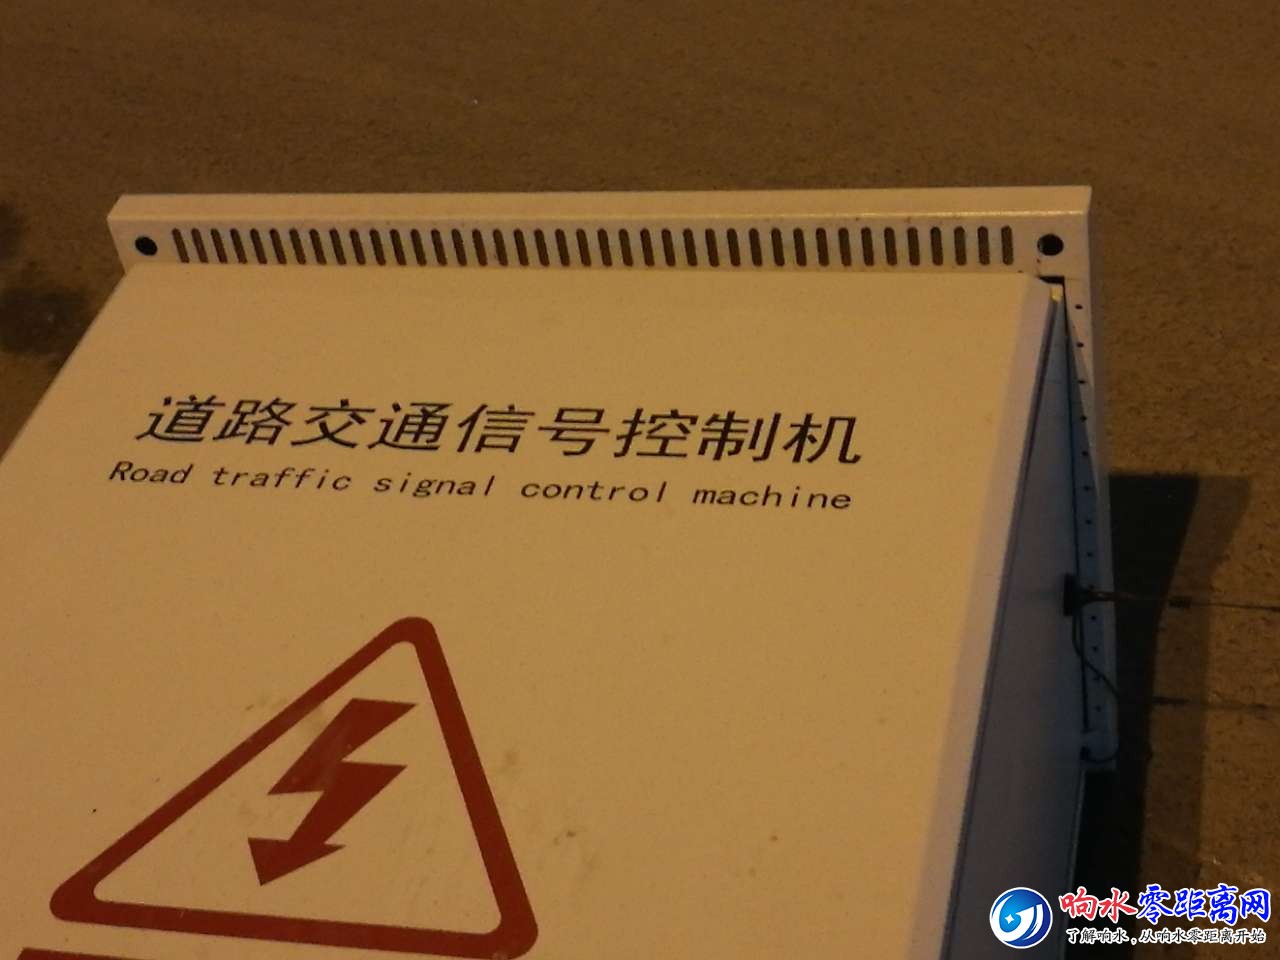 道路交通信号控制机
Road traffic signal control machine
响水零距离网
了解响水，从响水零距离开始